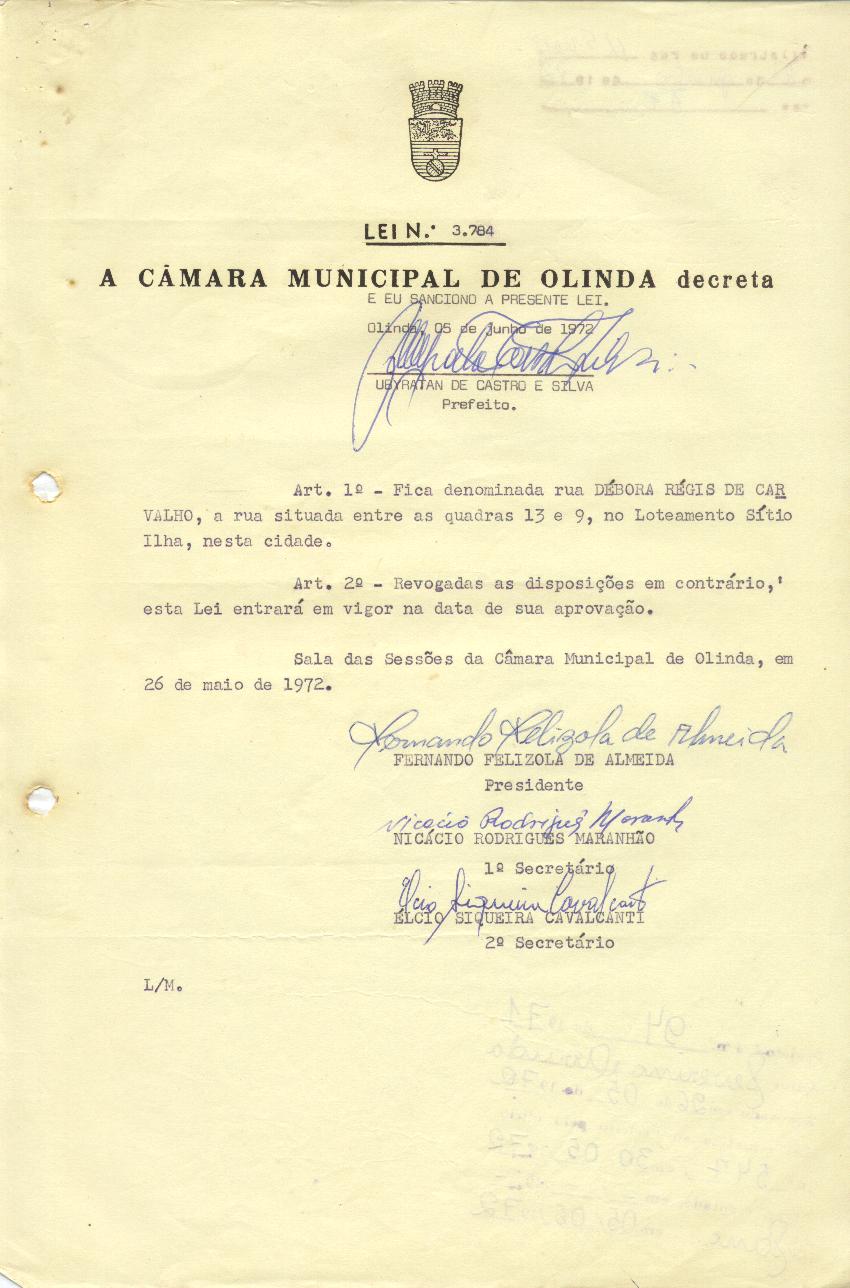 LEI N.º 3.784
A CÂMARA MUNICIPAL DE OLINDA decreta
E EU SANCIONO A PRESENTE LEI.
Olinda, 05 de junho de 1972
UBYRATAN DE CASTRO E SILVA
Prefeito.
Art. 1º - Fica denominada rua DÉBORA RÉGIS DE CAR
VALHO, a rua situada entre as quadras 13 e 9, no Loteamento Sítio
Ilha, nesta cidade.
Art. 2º - Revogadas as disposições em contrário,'
esta Lei entrará em vigor na data de sua aprovação.
Sala das Sessões da Câmara Municipal de Olinda, em
26 de maio de 1972.
Fernando Felizola de Almeida
FERNANDO FELIZOLA DE ALMEIDA
Presidente
Nicácio Rodrigues Maranhão
NICÁCIO RODRIGUES MARANHÃO
1º Secretário
Élcio Siqueira Cavalcanti
ÉLCIO SIQUEIRA CAVALCANTI
2º Secretário
L/M.